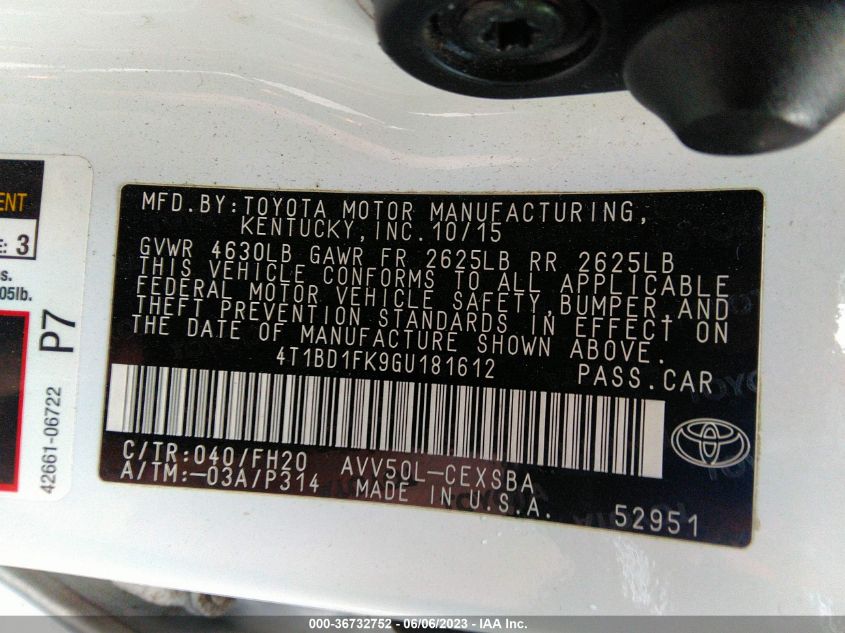 MFD.BY:TOYOTA MOTOR MANUFACTURING,
KENTUCKY,INC.10/15
GVWR 4630LB GAWR FR 2625LB RR 2625LB
THIS VEHICLE CONFORMS TO ALL APPLICABLE
FEDERAL MOTOR VEHICLE SAFETY,BUMPER,AND
THEFT PREVENTION STANDARDS IN EFFECT ON
THE DATE OF MANUFACTURE SHOWN ABOVE.
4T1BD1FK9GU181612 PASS.CAR
C/TR:040/FH20 AVV50L-CEXSBA
A/TM:-03A/P314 MADE IN U.S.A.
52951
3
05lb.
P7
42661-06722
000-36732752 - 06/06/2023 - IAA Inc.